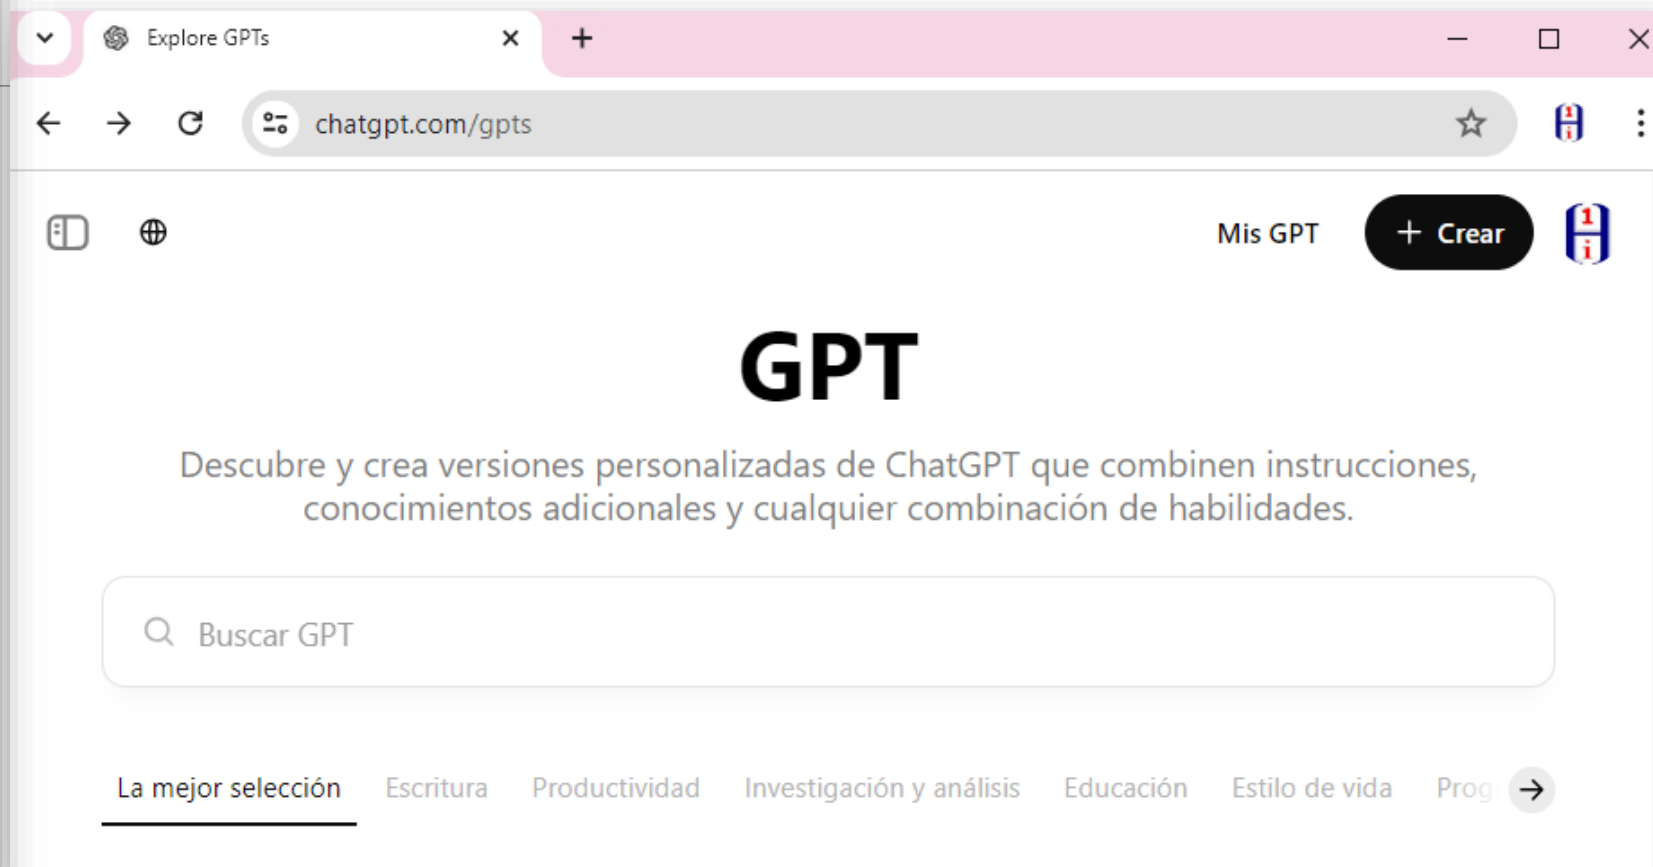 Explore GPTs
chatgpt.com/gpts
Mis GPT
Crear
GPT
Descubre y crea versiones personalizadas de ChatGPT que combinen instrucciones,
conocimientos adicionales y cualquier combinación de habilidades.
Buscar GPT
La mejor selección Escritura Productividad Investigación y análisis Educación Estilo de vida